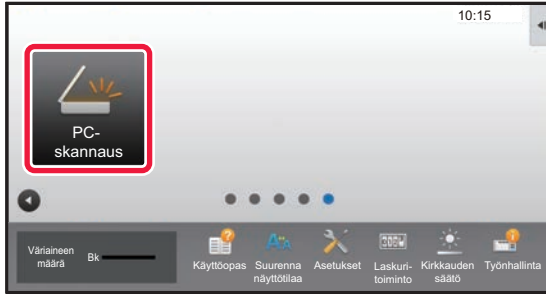 10:15
PC-
skannaus
Väriaineen
määrä
Bk
Käyttöopas
Suurenna
näyttötilaa
Asetukset
Laskuri-
toiminto
Kirkkauden
säätö
Työnhallinta